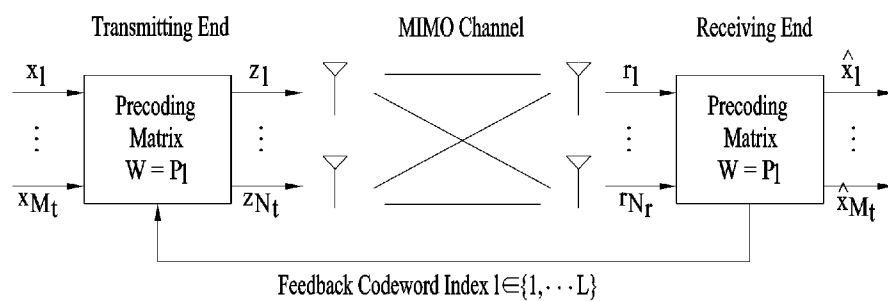 Transmitting End
MIMO Channel
Receiving End
x1
z1
r1
x̂1
Precoding
Matrix
W = Pl
Precoding
Matrix
W = Pl
xMt
zNt
rNr
x̂Mt
Feedback Codeword Index l∈{1, ··· L}